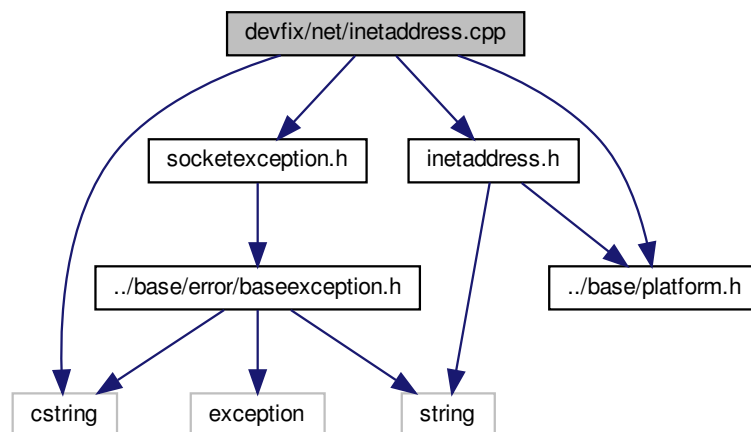 devfix/net/inetaddress.cpp
socketexception.h
inetaddress.h
../base/error/baseexception.h
../base/platform.h
cstring
exception
string